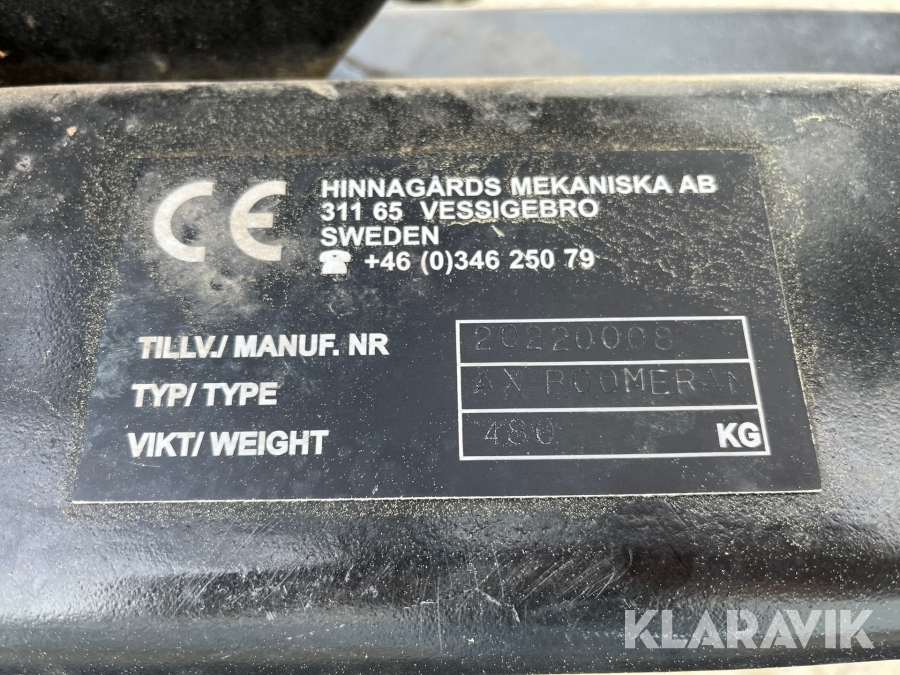 CE
HINNAGÅRDS MEKANISKA AB
311 65 VESSIGEBRO
SWEDEN
☎ +46 (0)346 250 79
TILLV./ MANUF. NR 20220008
TYP/ TYPE AX BOOMERAN
VIKT/ WEIGHT 480 KG
KLARAVIK